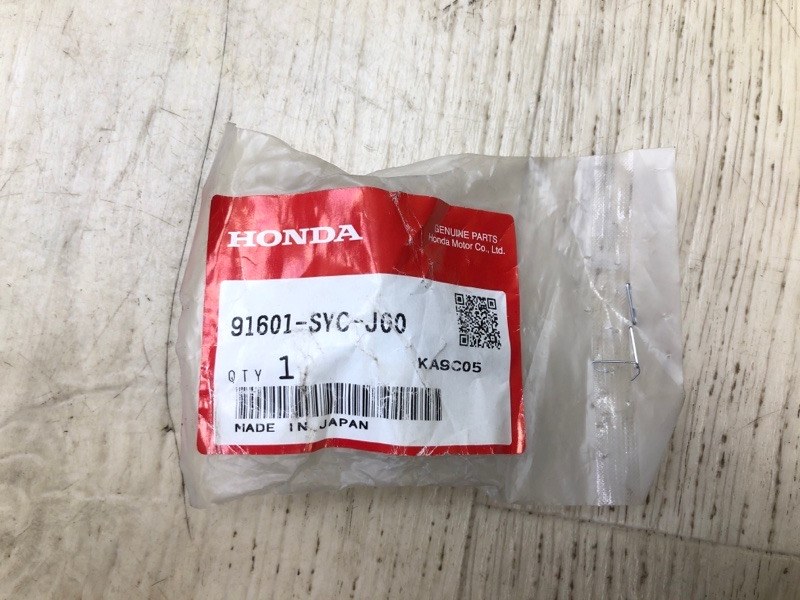 HONDA
GENUINE PARTS
Honda Motor Co., Ltd.
91601-SYC-J00
QTY 1
KA9C05
MADE IN JAPAN